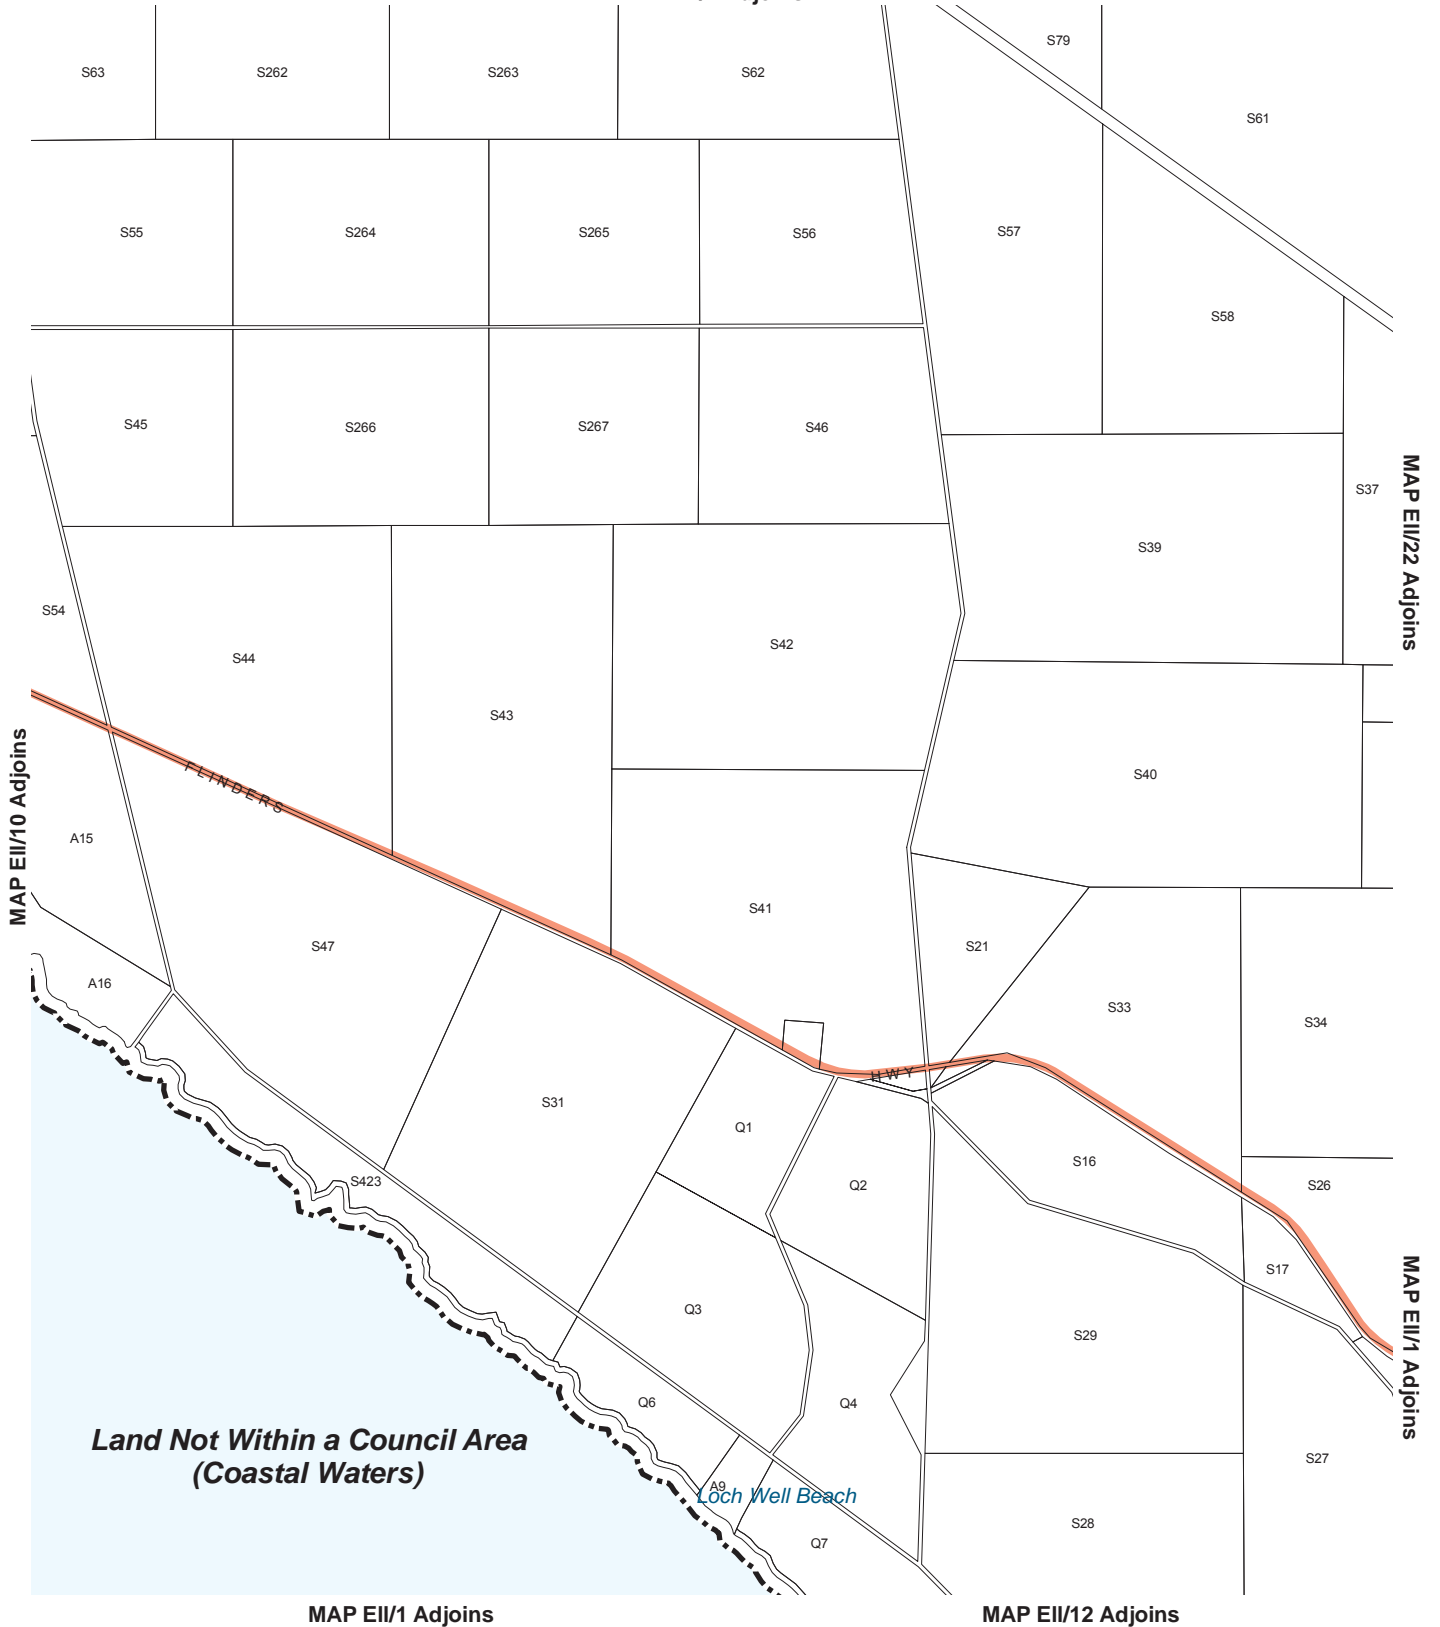 S79
S63
S262
S263
S62
S61
S55
S264
S265
S56
S57
S58
S45
S266
S267
S46
S37
MAP EII/22 Adjoins
S39
S54
S44
S42
S43
MAP EII/10 Adjoins
FLINDERS
S40
A15
S41
S47
S21
A16
S33
S34
HWY
S31
Q1
S16
S423
Q2
S26
S17
Q3
S29
MAP EII/1 Adjoins
Q6
Q4
Land Not Within a Council Area
(Coastal Waters)
S27
A9
Loch Well Beach
S28
Q7
MAP EII/1 Adjoins
MAP EII/12 Adjoins